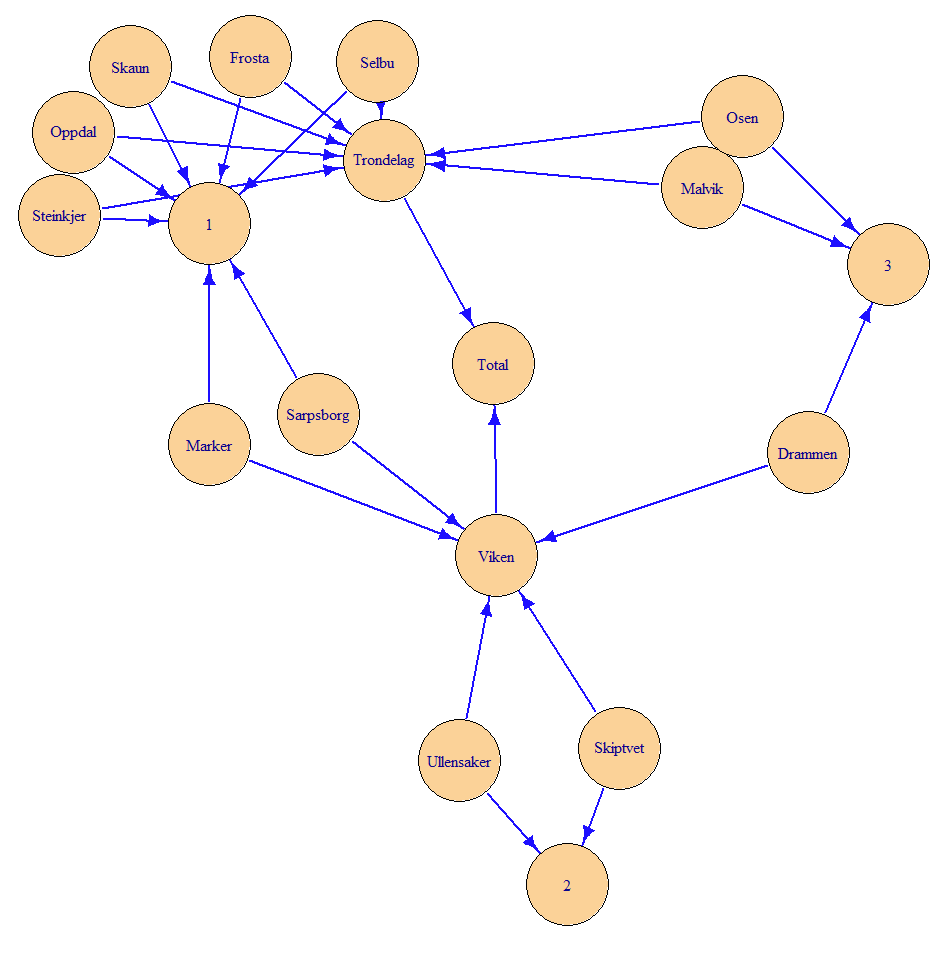 Skaun
Frosta
Selbu
Oppdal
Trondelag
Osen
Malvik
Steinkjer
1
3
Total
Sarpsborg
Marker
Drammen
Viken
Ullensaker
Skiptvet
2